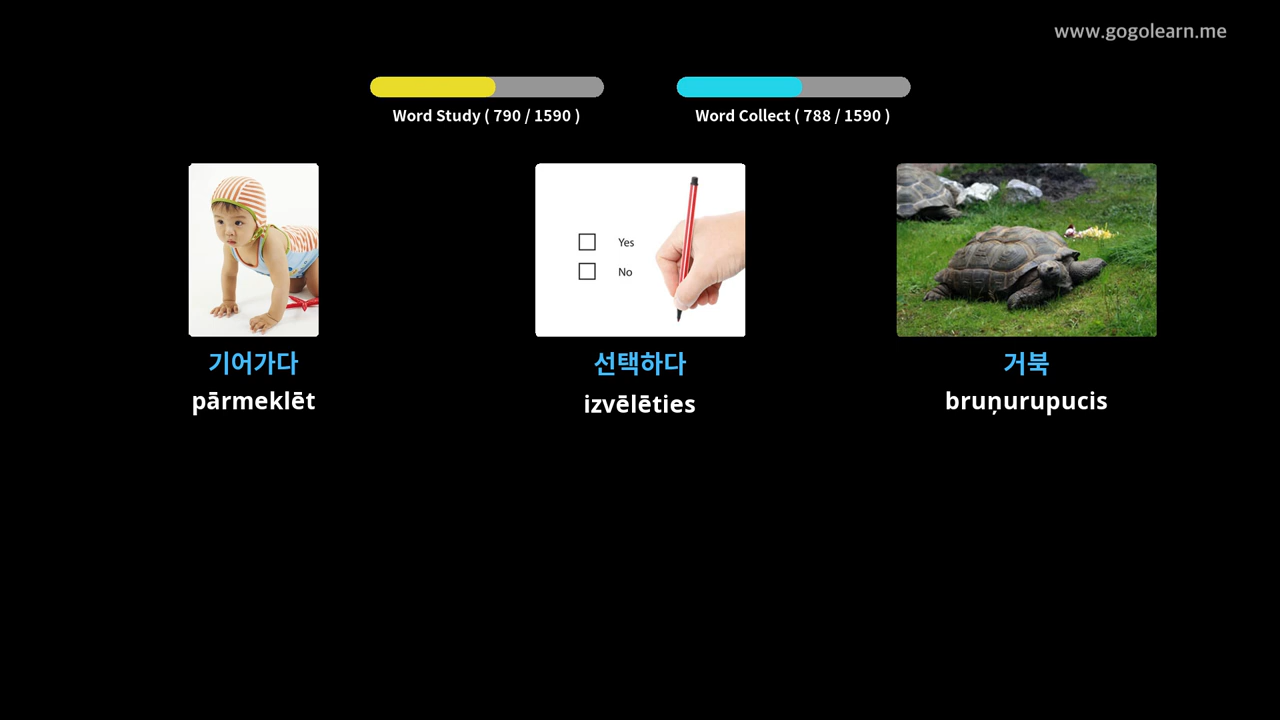 www.gogolearn.me
Word Study ( 790 / 1590 )
Word Collect ( 788 / 1590 )
Yes
No
기어가다
선택하다
거북
pārmeklēt
izvēlēties
bruņurupucis